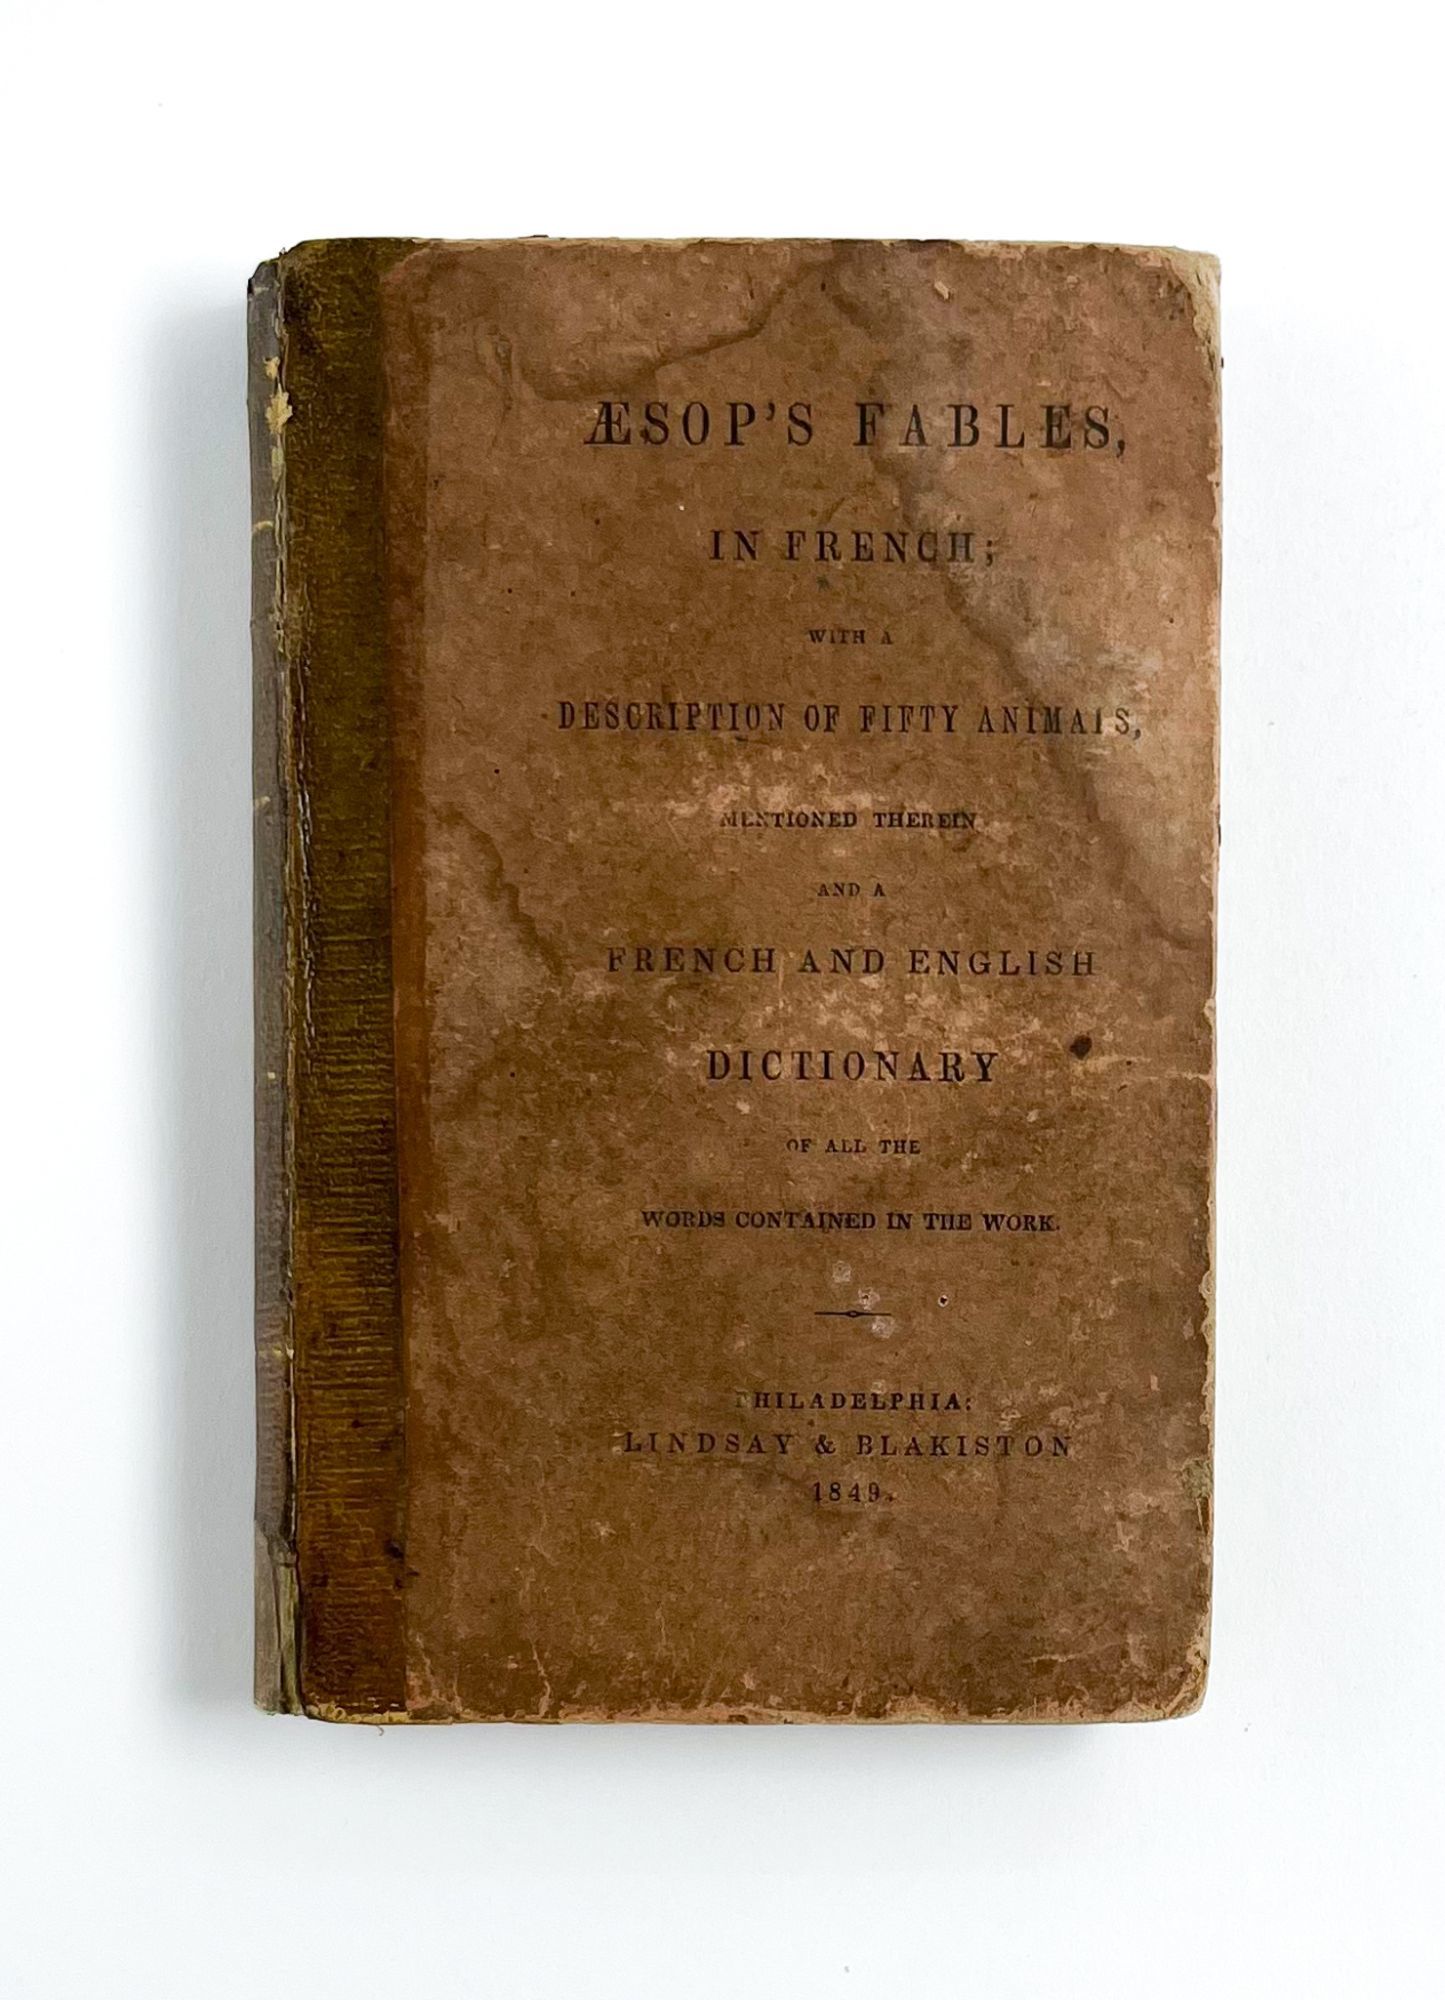 ÆSOP'S FABLES,
IN FRENCH;
WITH A
DESCRIPTION OF FIFTY ANIMALS,
MENTIONED THEREIN
AND A
FRENCH AND ENGLISH
DICTIONARY
OF ALL THE
WORDS CONTAINED IN THE WORK.
PHILADELPHIA:
LINDSAY & BLAKISTON
1849.